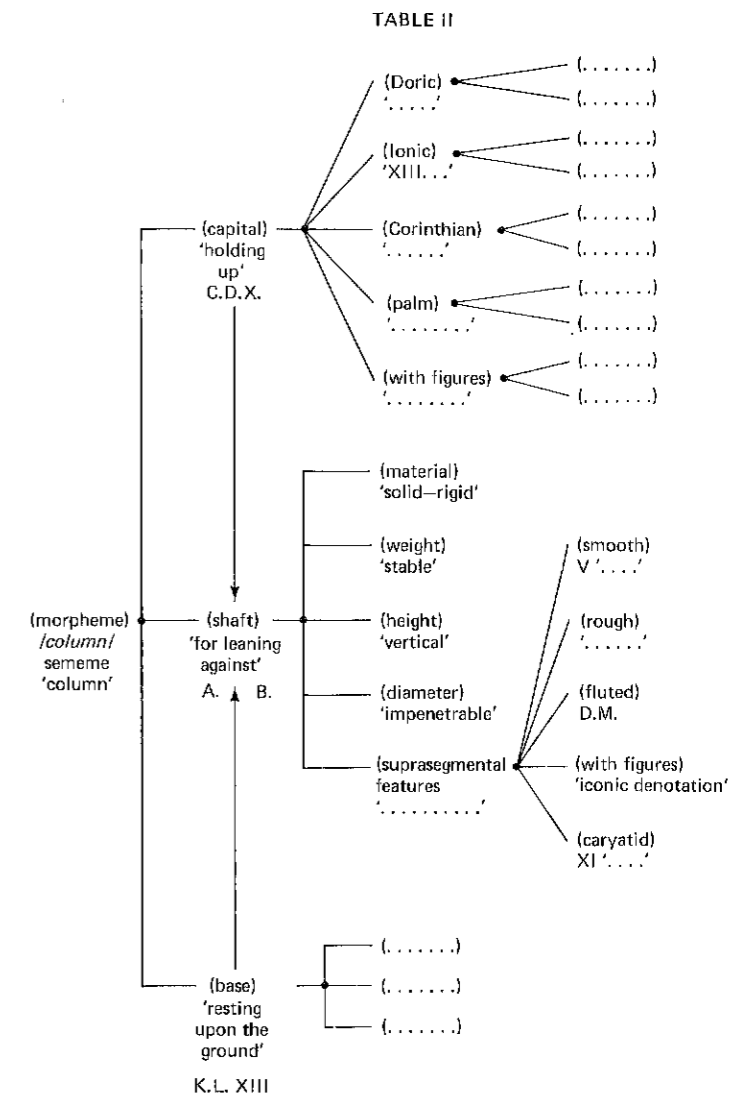 TABLE II
(Doric)
'. . . . .'
(. . . . . . .)
(. . . . . . .)
(Ionic)
'XIII. . .'
(. . . . . . .)
(. . . . . . .)
(capital)
'holding
up'
C.D.X.
(Corinthian)
'. . . . . .'
(. . . . . . .)
(. . . . . . .)
(palm)
'. . . . . . . .'
(. . . . . . .)
(. . . . . . .)
(with figures)
'. . . . . . . .'
(. . . . . . .)
(. . . . . . .)
(morpheme)
/column/
sememe
'column'
(shaft)
'for leaning
against'
A. B.
(material)
'solid—rigid'
(weight)
'stable'
(height)
'vertical'
(diameter)
'impenetrable'
(suprasegmental
features
'. . . . . . . . . .'
(smooth)
V '. . . .'
(rough)
'. . . . . .'
(fluted)
D.M.
(with figures)
'iconic denotation'
(caryatid)
XI '. . . .'
(base)
'resting
upon the
ground'
K.L. XIII
(. . . . . . .)
(. . . . . . .)
(. . . . . . .)